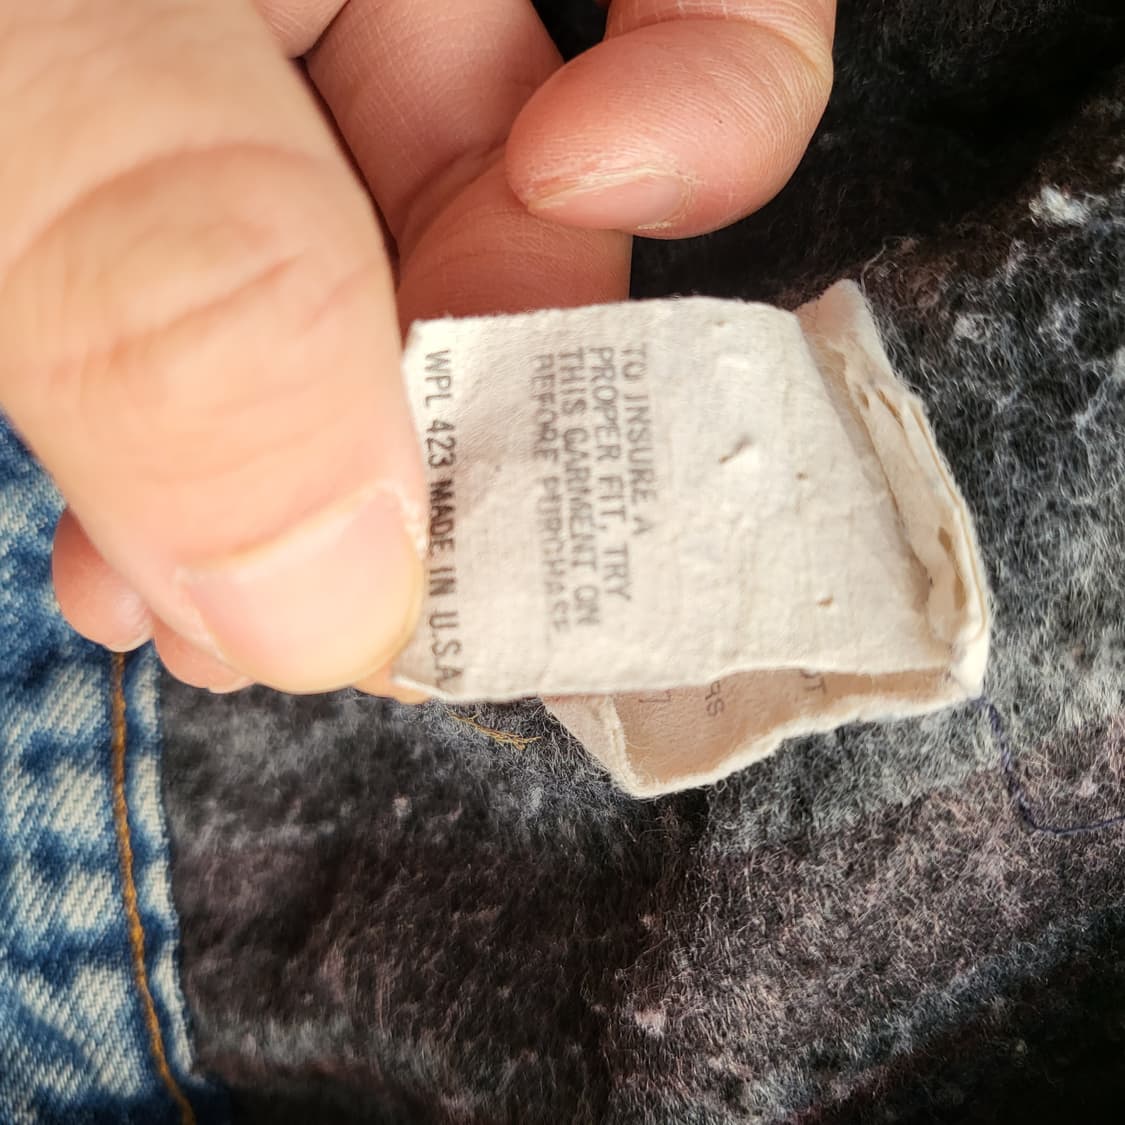 TO INSURE A
PROPER FIT, TRY
THIS GARMENT ON
BEFORE PURCHASE.
WPL 423 MADE IN U.S.A.